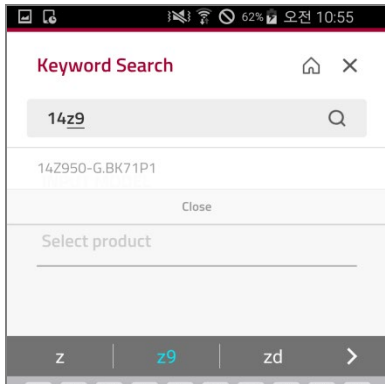 62% 오전 10:55
Keyword Search
14z9
14Z950-G.BK71P1
Close
Select product
z z9 zd